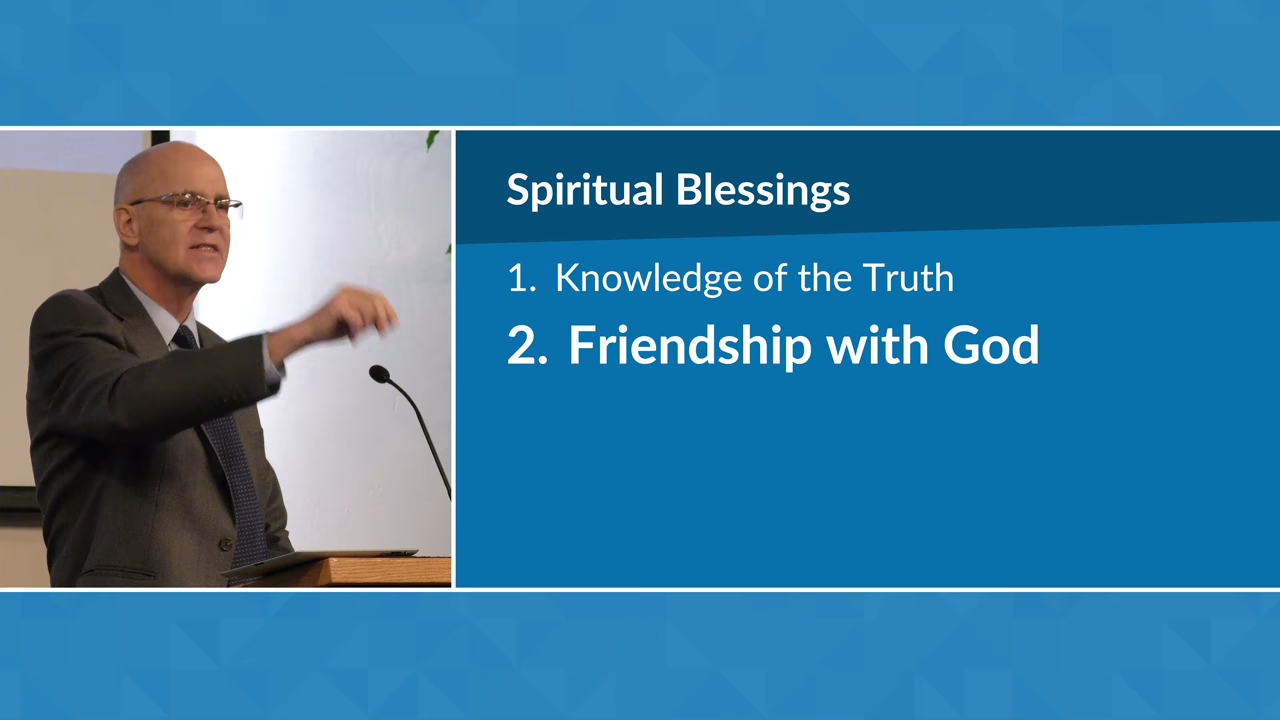 Spiritual Blessings
1. Knowledge of the Truth
2. Friendship with God